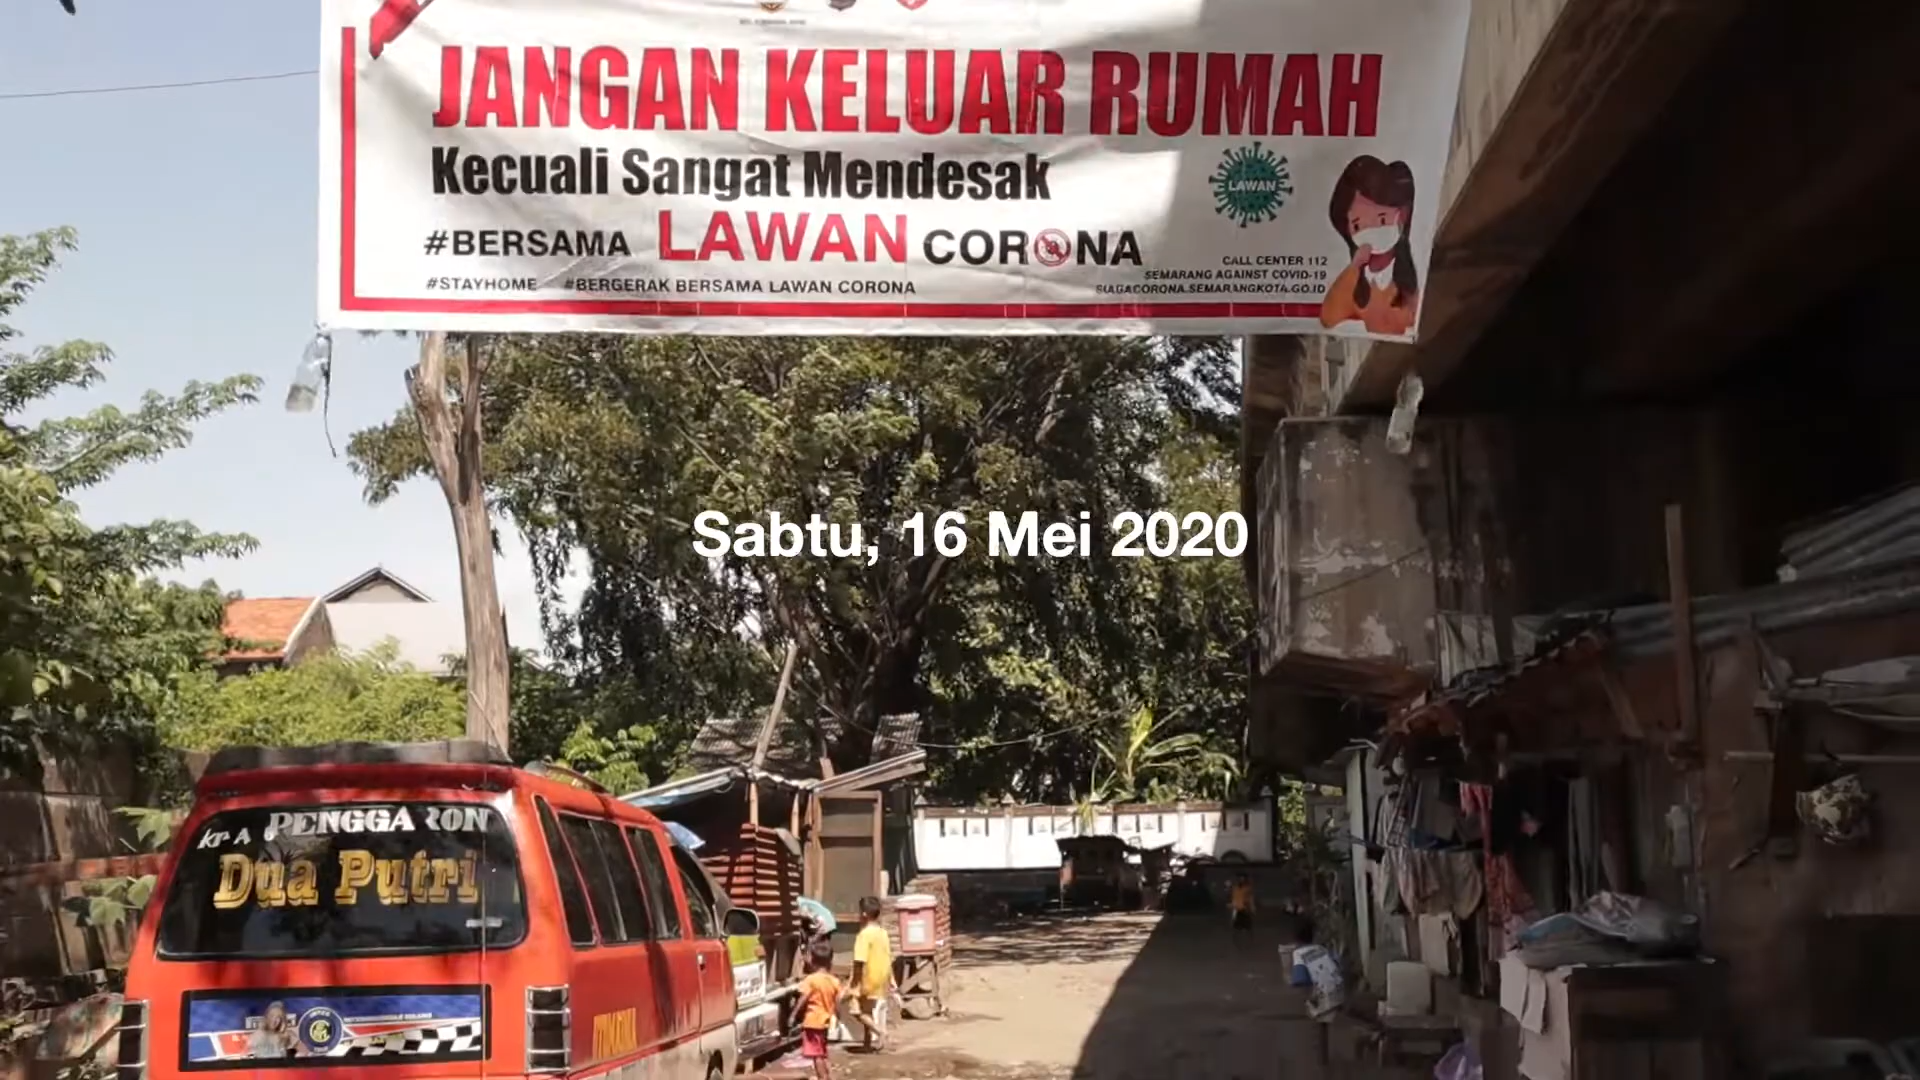 JANGAN KELUAR RUMAH
Kecuali Sangat Mendesak
LAWAN
#BERSAMA LAWAN CORONA
#STAYHOME #BERGERAK BERSAMA LAWAN CORONA
CALL CENTER 112
SEMARANG AGAINST COVID-19
SIAGACORONA.SEMARANGKOTA.GO.ID
Sabtu, 16 Mei 2020
PENGGARON
Dua Putri